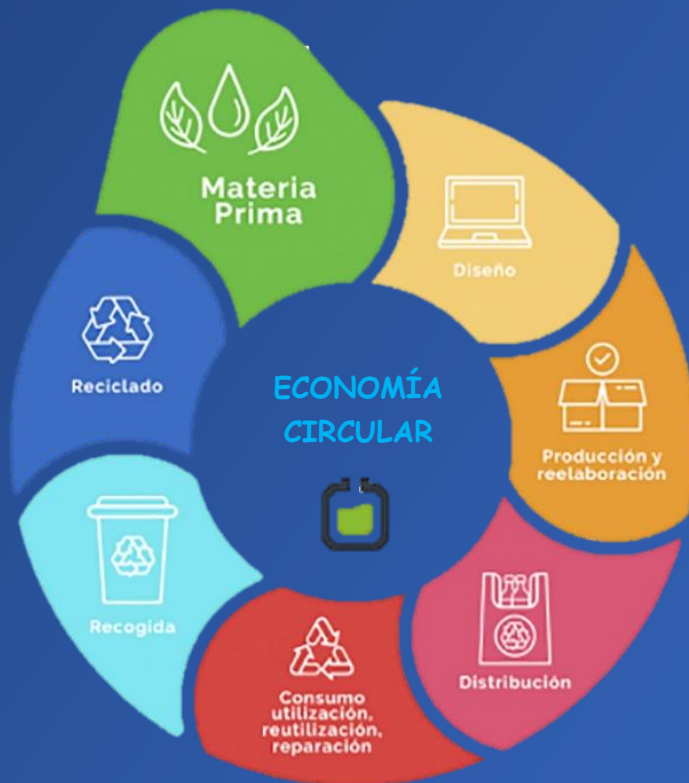 Materia
Prima
Diseño
Producción y
reelaboración
Distribución
Consumo
utilización,
reutilización,
reparación
Recogida
Reciclado
ECONOMÍA
CIRCULAR